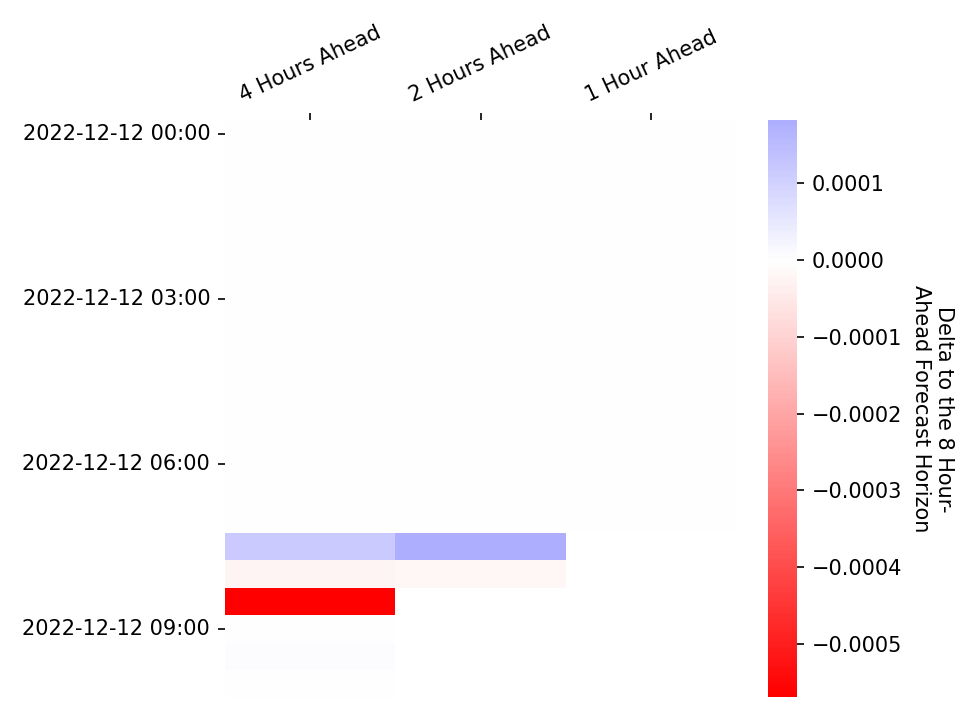 4 Hours Ahead
2 Hours Ahead
1 Hour Ahead
2022-12-12 00:00
2022-12-12 03:00
2022-12-12 06:00
2022-12-12 09:00
0.0001
0.0000
−0.0001
−0.0002
−0.0003
−0.0004
−0.0005
Delta to the 8 Hour-
Ahead Forecast Horizon